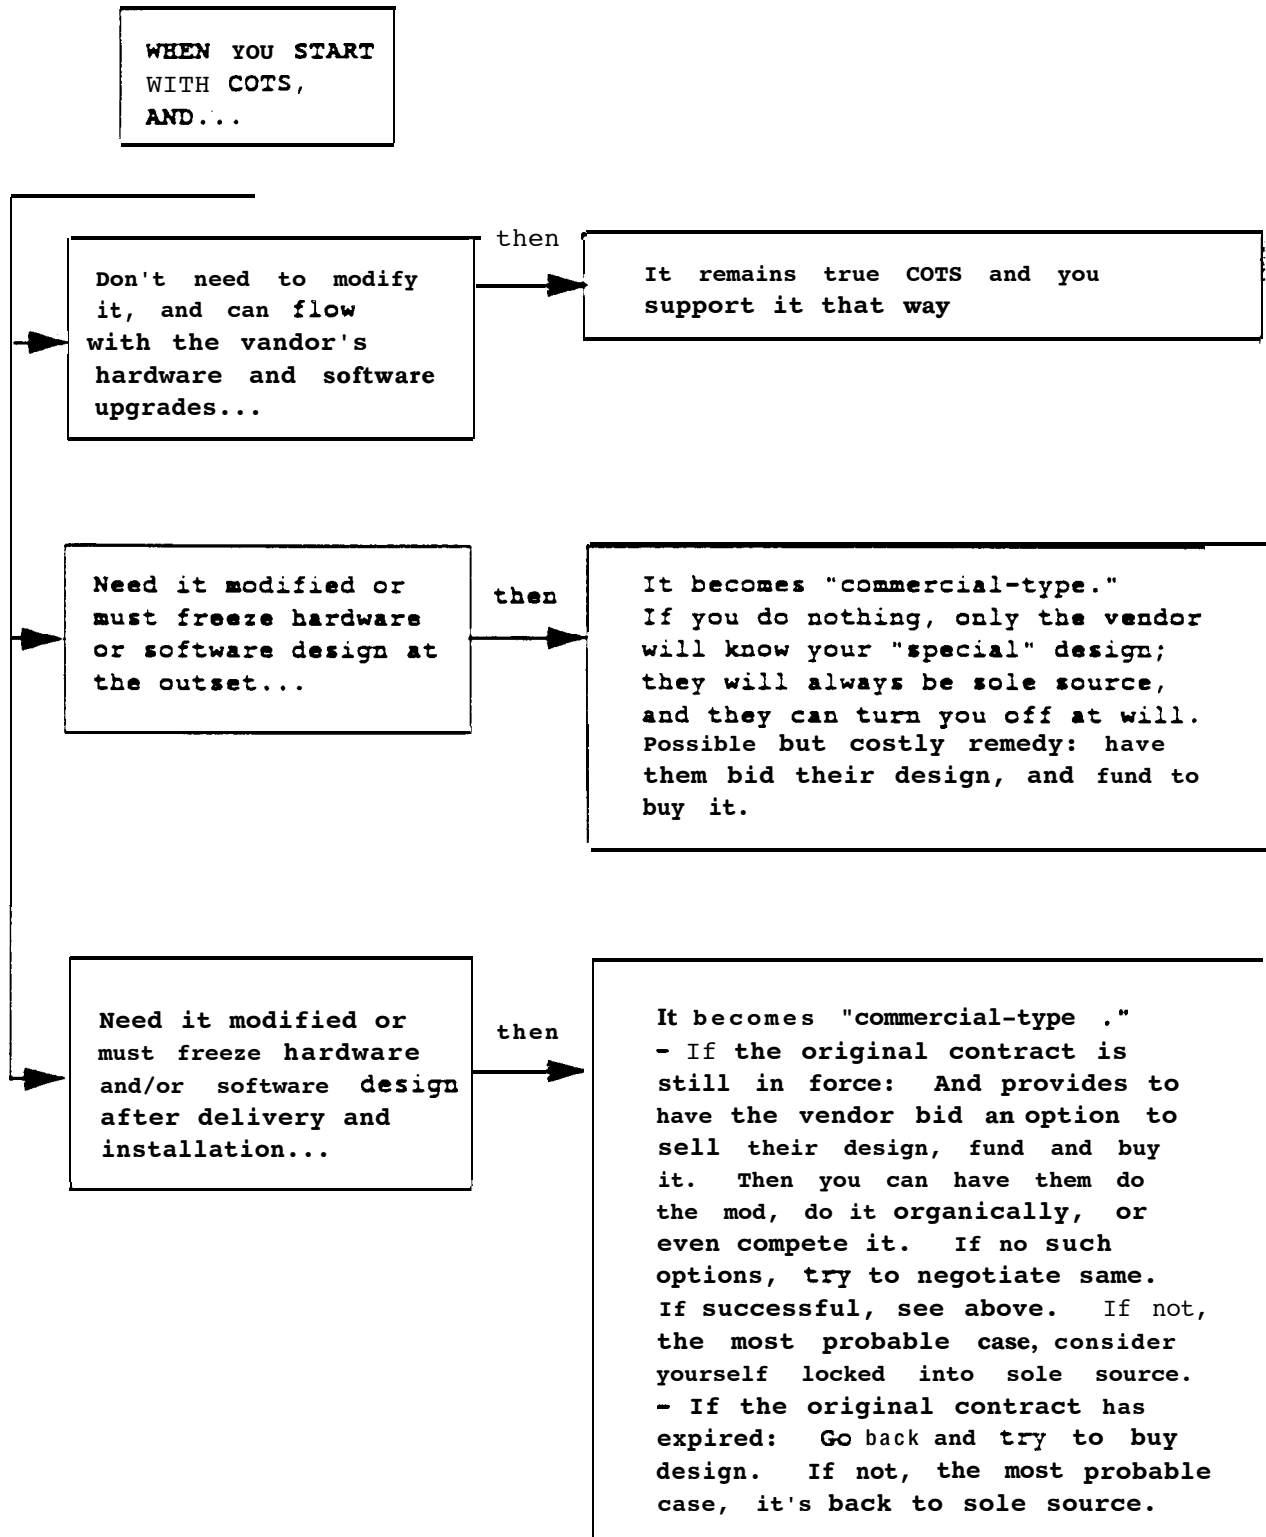 WHEN YOU START
WITH COTS,
AND...
then
Don't need to modify
it, and can flow
with the vandor's
hardware and software
upgrades...
It remains true COTS and you
support it that way
Need it modified or
must freeze hardware
or software design at
the outset...
then
It becomes "commercial-type."
If you do nothing, only the vendor
will know your "special" design;
they will always be sole source,
and they can turn you off at will.
Possible but costly remedy: have
them bid their design, and fund to
buy it.
Need it modified or
must freeze hardware
and/or software design
after delivery and
installation...
then
It becomes "commercial-type ."
- If the original contract is
still in force: And provides to
have the vendor bid an option to
sell their design, fund and buy
it. Then you can have them do
the mod, do it organically, or
even compete it. If no such
options, try to negotiate same.
If successful, see above. If not,
the most probable case, consider
yourself locked into sole source.
- If the original contract has
expired: Go back and try to buy
design. If not, the most probable
case, it's back to sole source.